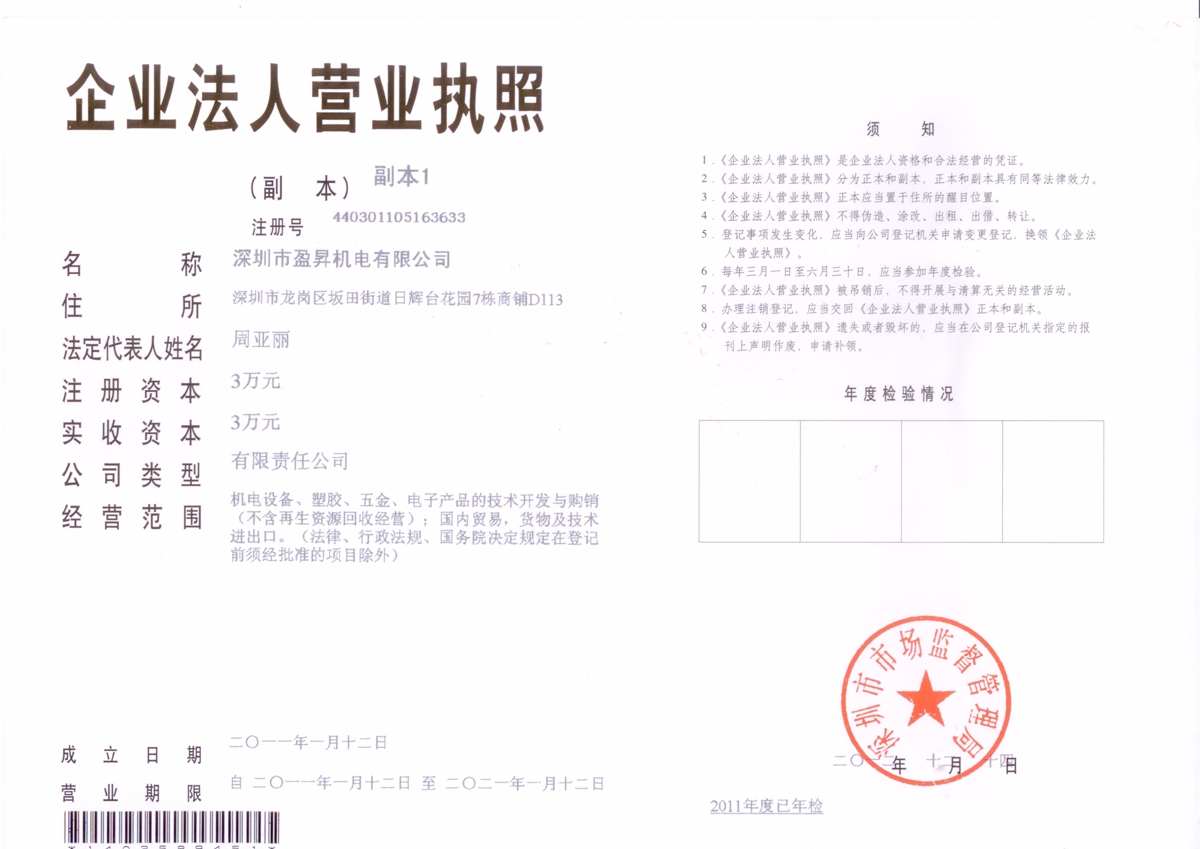 企业法人营业执照
（副 本） 副本1
注册号 440301105163633
名称 深圳市盈昇机电有限公司
住所 深圳市龙岗区坂田街道日辉台花园7栋商铺D113
法定代表人姓名 周亚丽
注册资本 3万元
实收资本 3万元
公司类型 有限责任公司
经营范围 机电设备、塑胶、五金、电子产品的技术开发与购销
（不含再生资源回收经营）；国内贸易，货物及技术
进出口。（法律、行政法规、国务院决定规定在登记
前须经批准的项目除外）
成立日期 二〇一一年一月十二日
营业期限 自 二〇一一年一月十二日 至 二〇二一年一月十二日
须 知
1．《企业法人营业执照》是企业法人资格和合法经营的凭证。
2．《企业法人营业执照》分为正本和副本，正本和副本具有同等法律效力。
3．《企业法人营业执照》正本应当置于住所的醒目位置。
4．《企业法人营业执照》不得伪造、涂改、出租、出借、转让。
5．登记事项发生变化，应当向公司登记机关申请变更登记，换领《企业法
人营业执照》。
6．每年三月一日至六月三十日，应当参加年度检验。
7．《企业法人营业执照》被吊销后，不得开展与清算无关的经营活动。
8．办理注销登记，应当交回《企业法人营业执照》正本和副本。
9．《企业法人营业执照》遗失或者毁坏的，应当在公司登记机关指定的报
刊上声明作废，申请补领。
年度检验情况
深圳市市场监督管理局
年 月 日
2011年度已年检